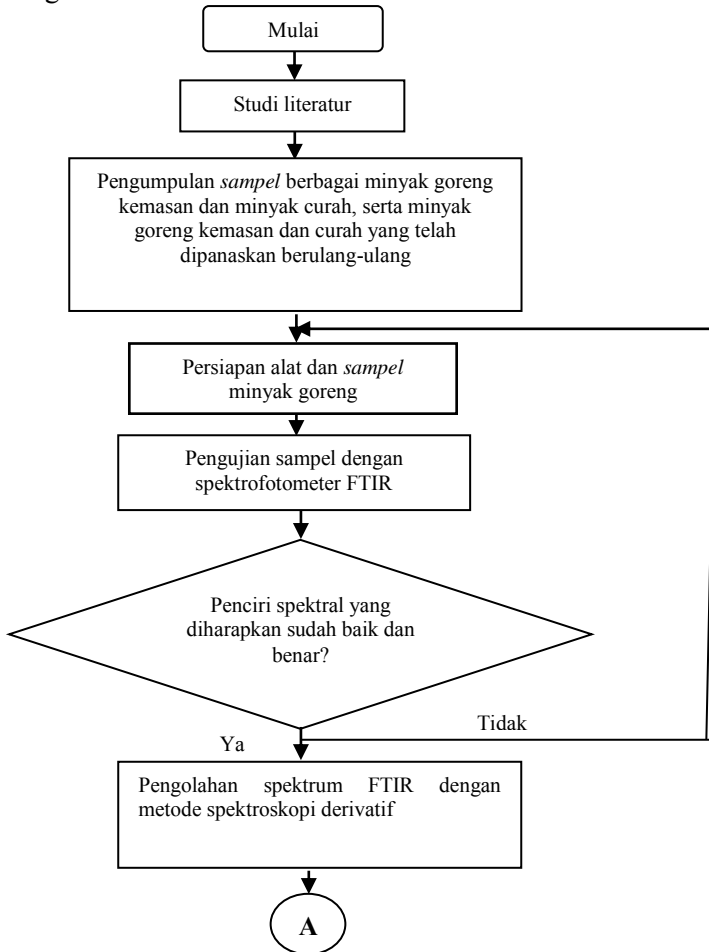 Mulai
Studi literatur
Pengumpulan sampel berbagai minyak goreng
kemasan dan minyak curah, serta minyak
goreng kemasan dan curah yang telah
dipanaskan berulang-ulang
Persiapan alat dan sampel
minyak goreng
Pengujian sampel dengan
spektrofotometer FTIR
Penciri spektral yang
diharapkan sudah baik dan
benar?
Tidak
Ya
Pengolahan spektrum FTIR dengan
metode spektroskopi derivatif
A